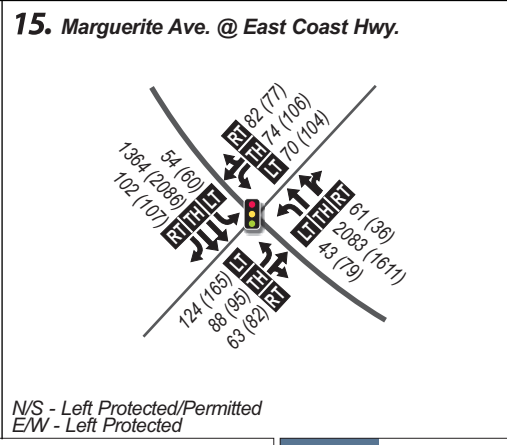 15. Marguerite Ave. @ East Coast Hwy.
RT 82 (77)
TH 74 (106)
LT 70 (104)
54 (60) LT
1364 (2086) TH
102 (107) RT
RT 61 (36)
TH 2083 (1611)
LT 43 (79)
124 (165) LT
88 (95) TH
63 (82) RT
N/S - Left Protected/Permitted
E/W - Left Protected